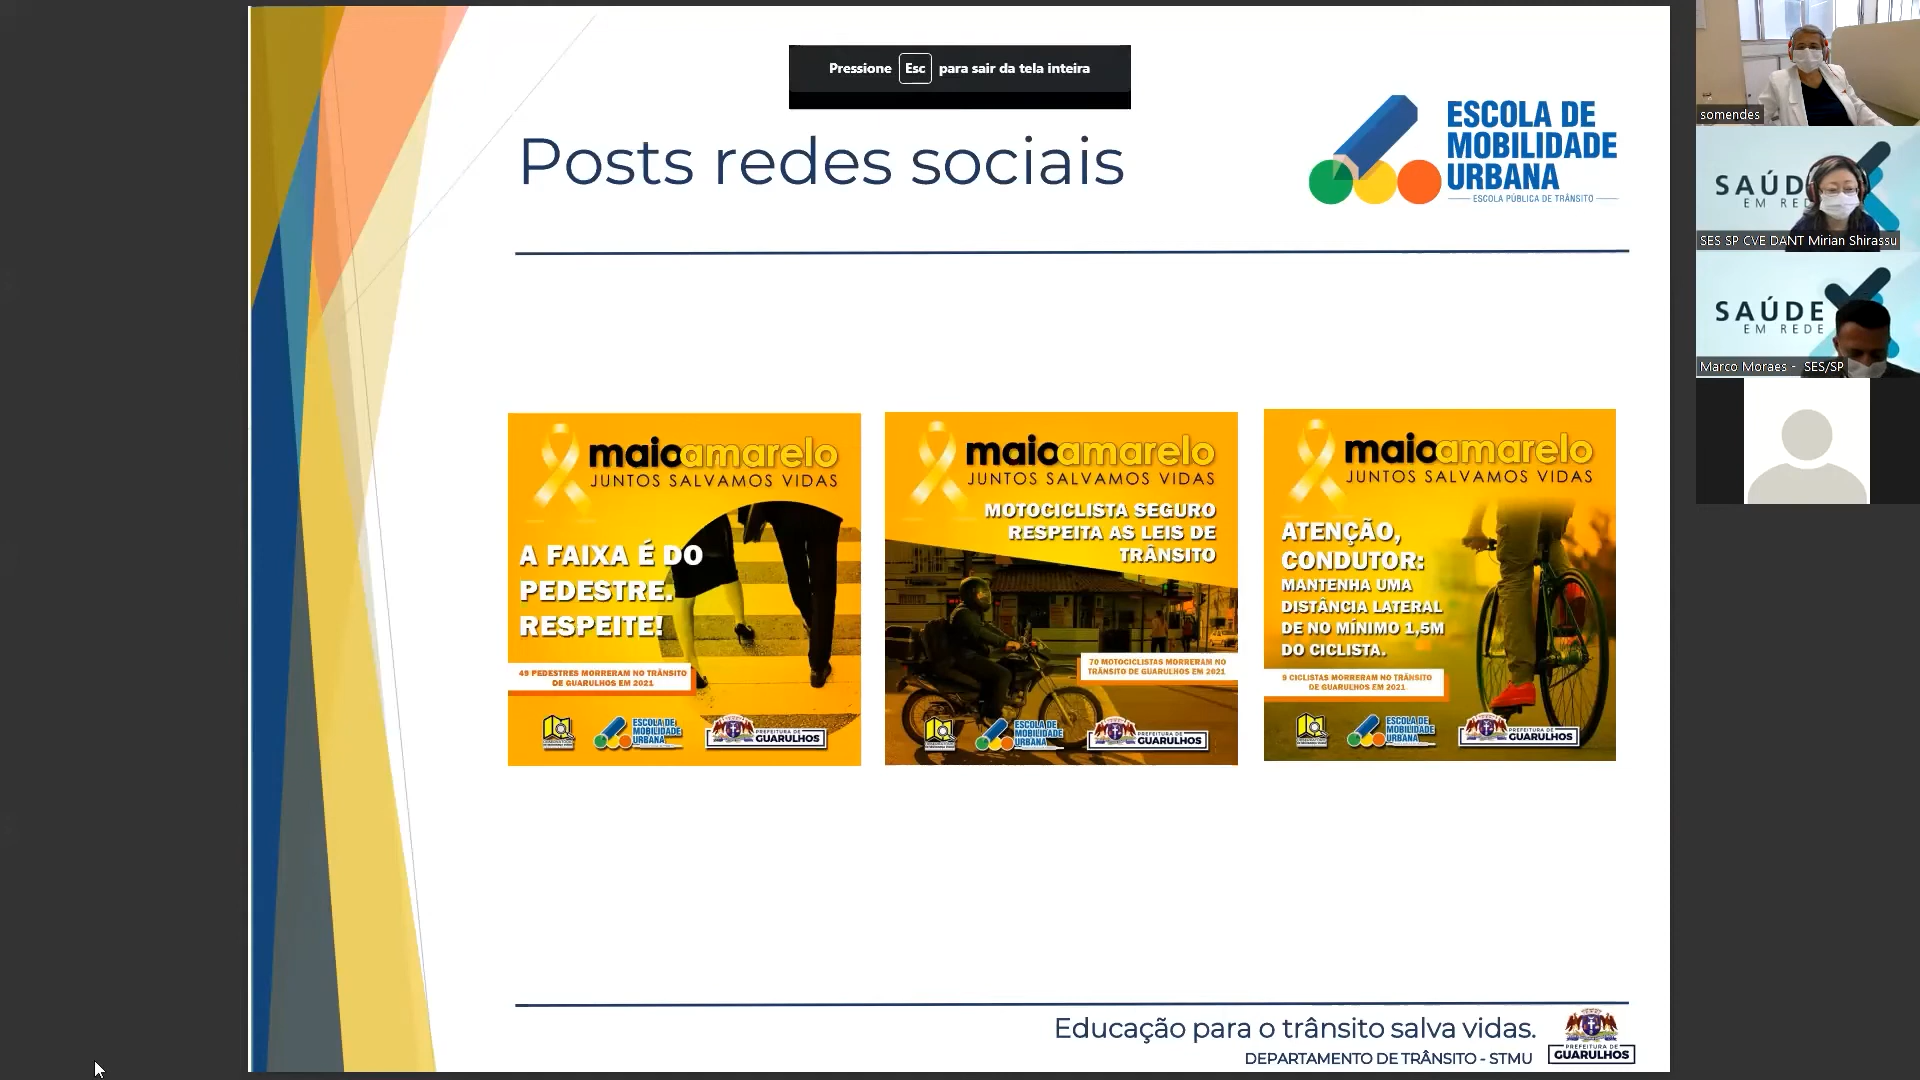 Pressione Esc para sair da tela inteira
Posts redes sociais
ESCOLA DE
MOBILIDADE
URBANA
ESCOLA PÚBLICA DE TRÂNSITO
maioamarelo
JUNTOS SALVAMOS VIDAS
A FAIXA É DO
PEDESTRE.
RESPEITE!
49 PEDESTRES MORRERAM NO TRÂNSITO
DE GUARULHOS EM 2021
ESCOLA DE
MOBILIDADE
URBANA
PREFEITURA DE
GUARULHOS
maioamarelo
JUNTOS SALVAMOS VIDAS
MOTOCICLISTA SEGURO
RESPEITA AS LEIS DE
TRÂNSITO
70 MOTOCICLISTAS MORRERAM NO
TRÂNSITO DE GUARULHOS EM 2021
ESCOLA DE
MOBILIDADE
URBANA
PREFEITURA DE
GUARULHOS
maioamarelo
JUNTOS SALVAMOS VIDAS
ATENÇÃO,
CONDUTOR:
MANTENHA UMA
DISTÂNCIA LATERAL
DE NO MÍNIMO 1,5M
DO CICLISTA.
9 CICLISTAS MORRERAM NO TRÂNSITO
DE GUARULHOS EM 2021
ESCOLA DE
MOBILIDADE
URBANA
PREFEITURA DE
GUARULHOS
Educação para o trânsito salva vidas.
DEPARTAMENTO DE TRÂNSITO - STMU
PREFEITURA DE
GUARULHOS
somendes
SES SP CVE DANT Mirian Shirassu
SAÚDE
EM REDE
Marco Moraes - SES/SP